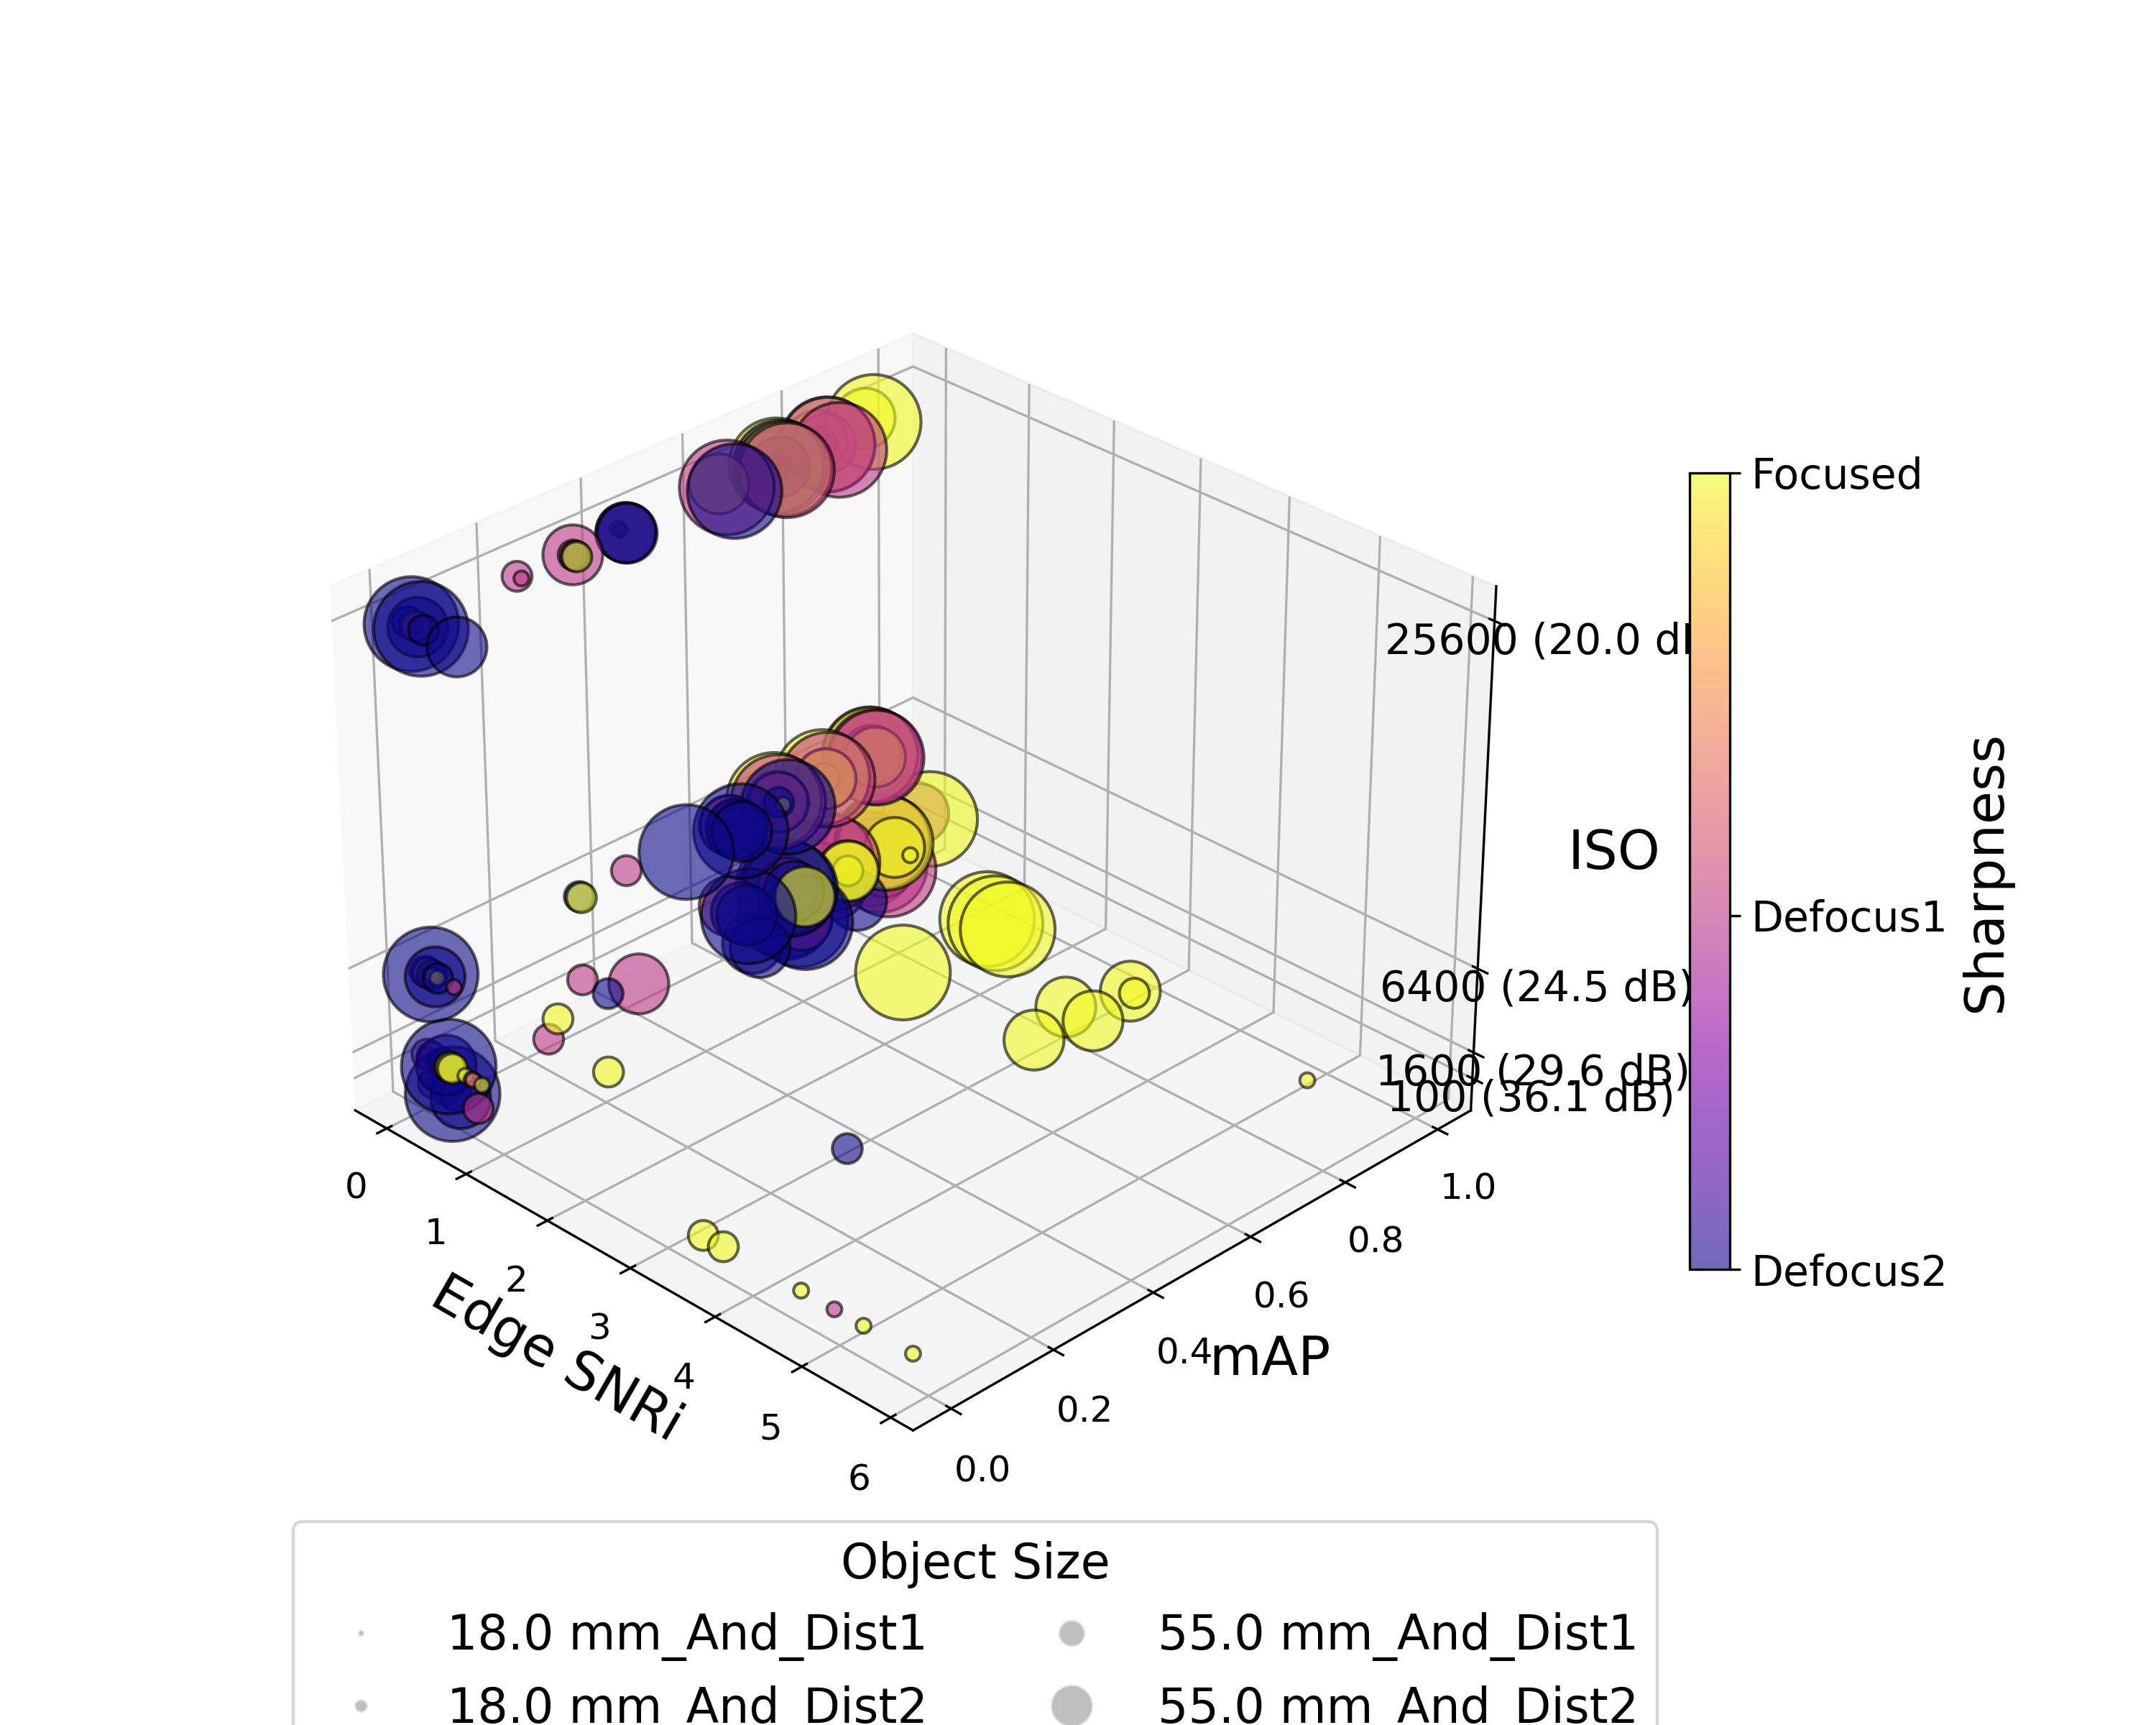 Focused
25600 (20.0 dB
ISO
Sharpness
Defocus1
6400 (24.5 dB)
1600 (29.6 dB)
100 (36.1 dB)
Defocus2
0
1
2
3
4
5
6
Edge SNRi
0.0
0.2
0.4
0.6
0.8
1.0
mAP
Object Size
18.0 mm_And_Dist1
55.0 mm_And_Dist1
18.0 mm_And_Dist2
55.0 mm_And_Dist2